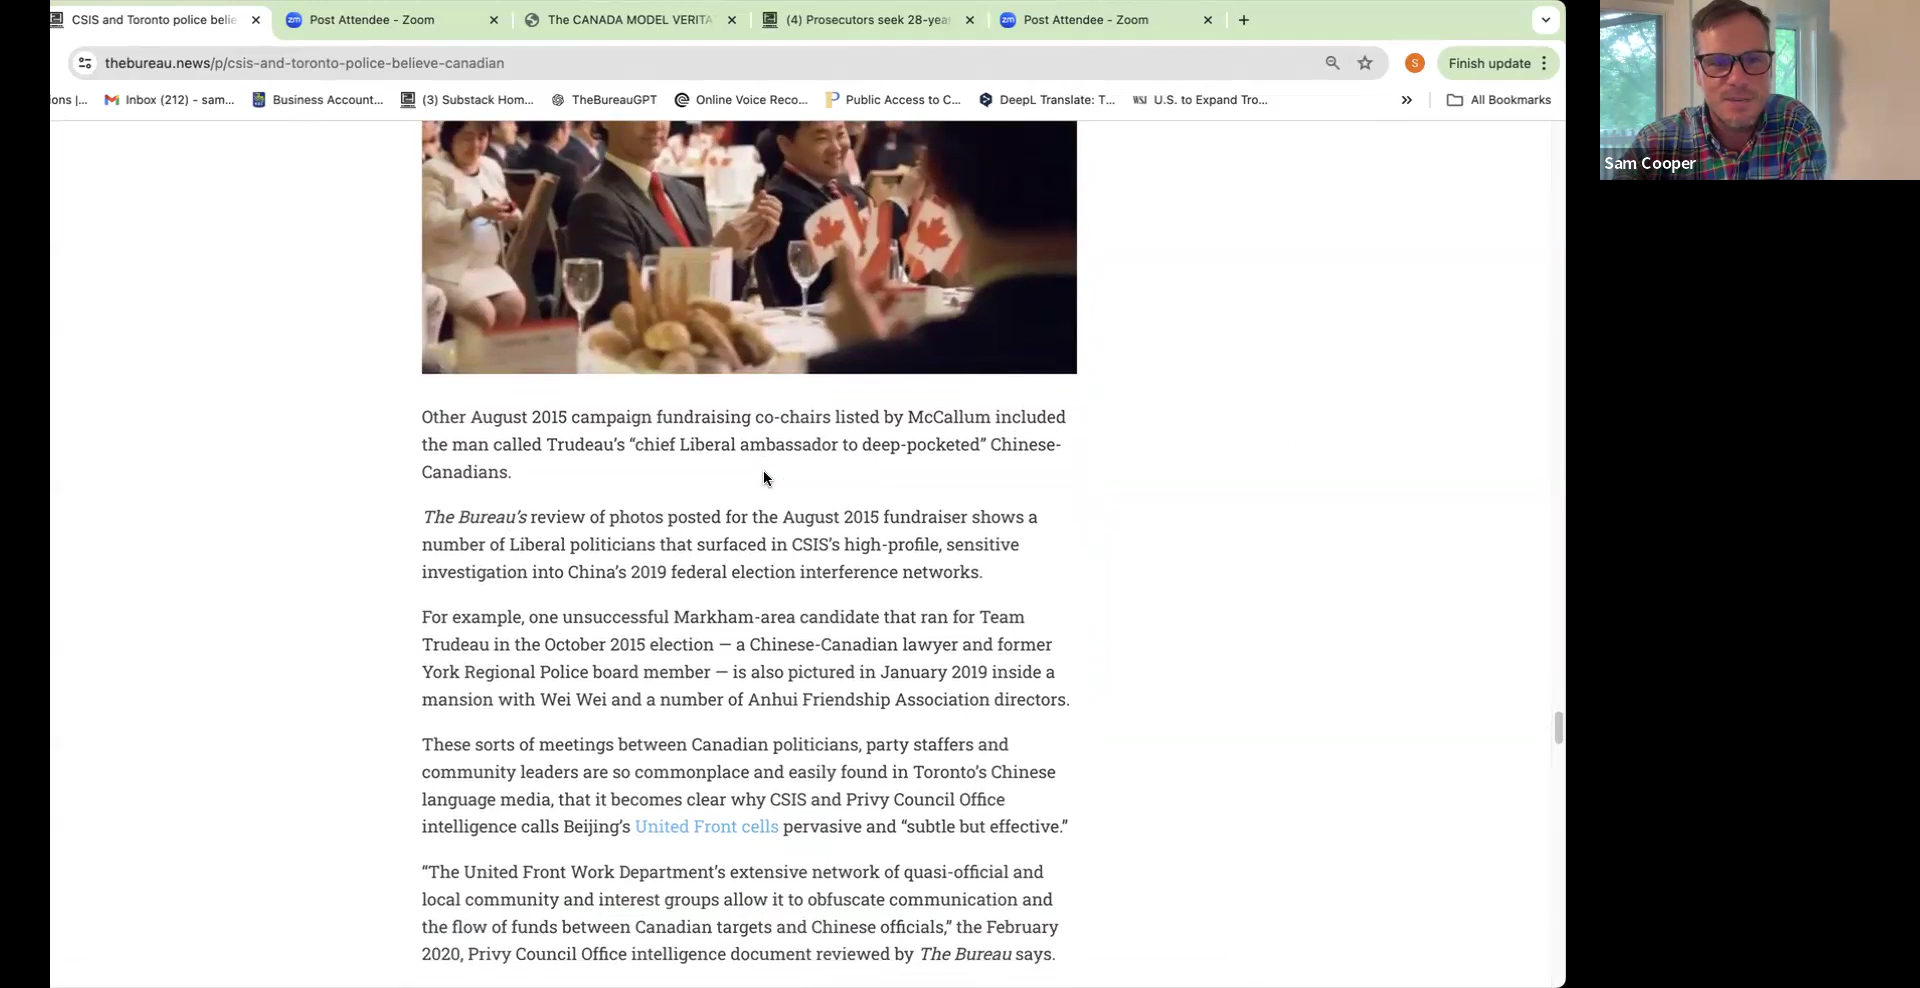 CSIS and Toronto police belie
Post Attendee - Zoom
The CANADA MODEL VERITA
(4) Prosecutors seek 28-yea
Post Attendee - Zoom
thebureau.news/p/csis-and-toronto-police-believe-canadian
S
Finish update
ions |...
Inbox (212) - sam...
Business Account...
(3) Substack Hom...
TheBureauGPT
Online Voice Reco...
Public Access to C...
DeepL Translate: T...
WSJ
U.S. to Expand Tro...
All Bookmarks
Sam Cooper
Other August 2015 campaign fundraising co-chairs listed by McCallum included
the man called Trudeau’s “chief Liberal ambassador to deep-pocketed” Chinese-
Canadians.
The Bureau’s review of photos posted for the August 2015 fundraiser shows a
number of Liberal politicians that surfaced in CSIS’s high-profile, sensitive
investigation into China’s 2019 federal election interference networks.
For example, one unsuccessful Markham-area candidate that ran for Team
Trudeau in the October 2015 election — a Chinese-Canadian lawyer and former
York Regional Police board member — is also pictured in January 2019 inside a
mansion with Wei Wei and a number of Anhui Friendship Association directors.
These sorts of meetings between Canadian politicians, party staffers and
community leaders are so commonplace and easily found in Toronto’s Chinese
language media, that it becomes clear why CSIS and Privy Council Office
intelligence calls Beijing’s United Front cells pervasive and “subtle but effective.”
“The United Front Work Department’s extensive network of quasi-official and
local community and interest groups allow it to obfuscate communication and
the flow of funds between Canadian targets and Chinese officials,” the February
2020, Privy Council Office intelligence document reviewed by The Bureau says.